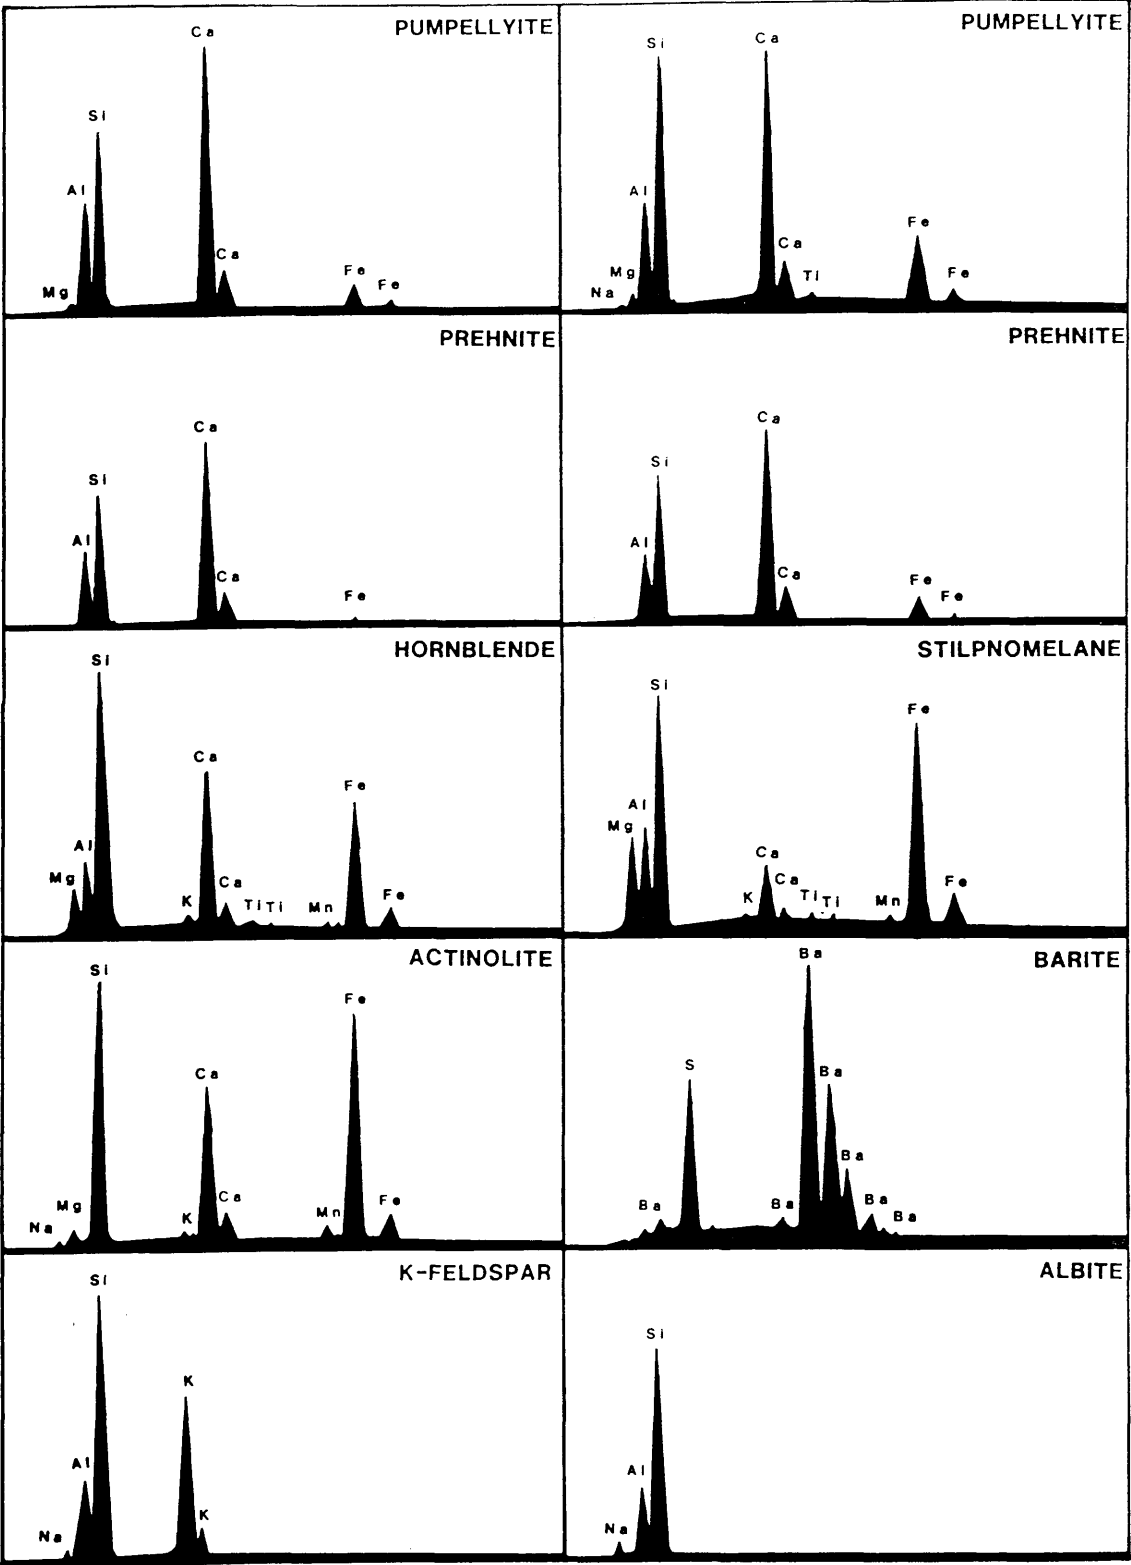 PUMPELLYITE
Ca
Si
Al
Ca
Mg
Fe
Fe
PUMPELLYITE
Si
Ca
Al
Fe
Ca
Mg
Na
Ti
Fe
PREHNITE
Ca
Si
Al
Ca
Fe
PREHNITE
Ca
Si
Al
Ca
Fe
Fe
HORNBLENDE
Si
Ca
Fe
Al
Mg
K
Ca
Ti Ti
Mn
Fe
STILPNOMELANE
Si
Fe
Al
Mg
Ca
Ca
K
Ti Ti
Mn
Fe
ACTINOLITE
Si
Fe
Ca
Mg
Na
K
Ca
Mn
Fe
BARITE
Ba
S
Ba
Ba
Ba
Ba
Ba
Ba
K-FELDSPAR
Si
K
Al
K
Na
ALBITE
Si
Al
Na